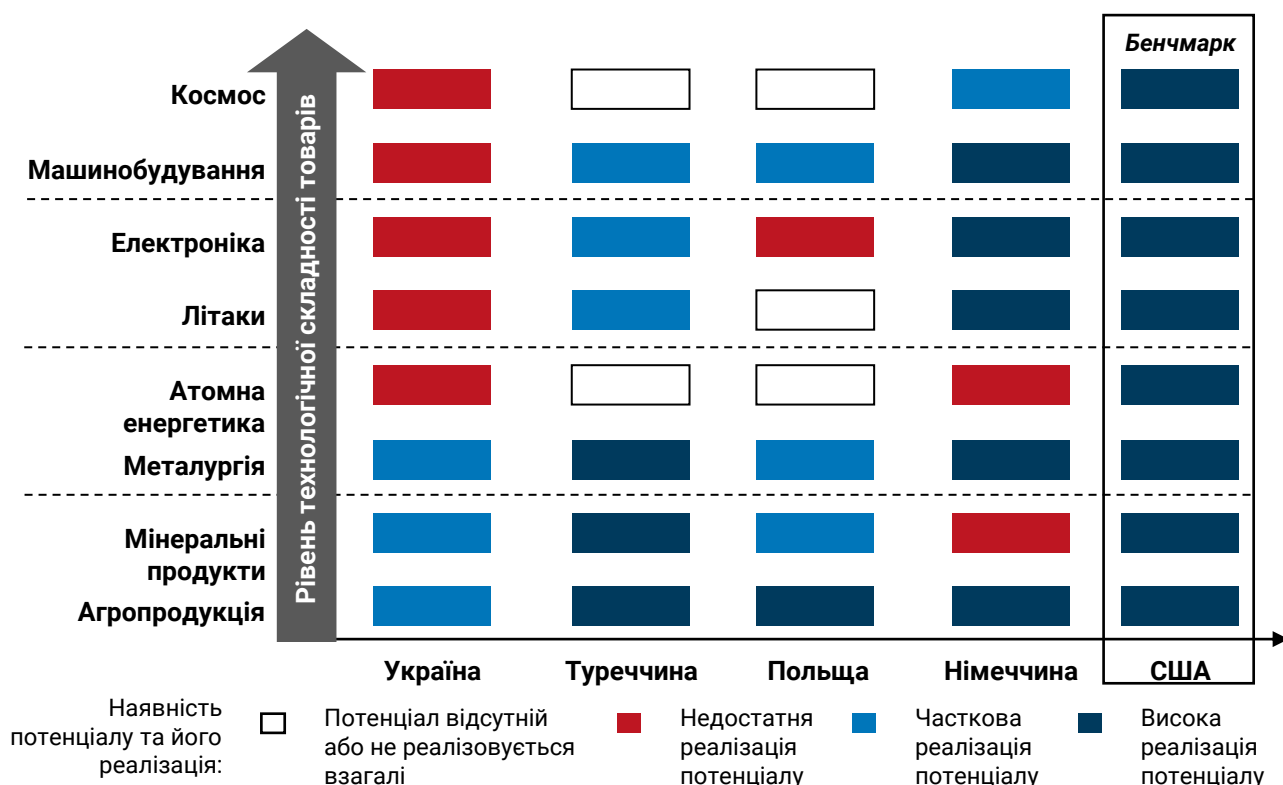 Бенчмарк
Космос
Машинобудування
Електроніка
Літаки
Атомна
енергетика
Металургія
Мінеральні
продукти
Агропродукція
Рівень технологічної складності товарів
Україна
Туреччина
Польща
Німеччина
США
Наявність
потенціалу та його
реалізація:
Потенціал відсутній
або не реалізовується
взагалі
Недостатня
реалізація
потенціалу
Часткова
реалізація
потенціалу
Висока
реалізація
потенціалу